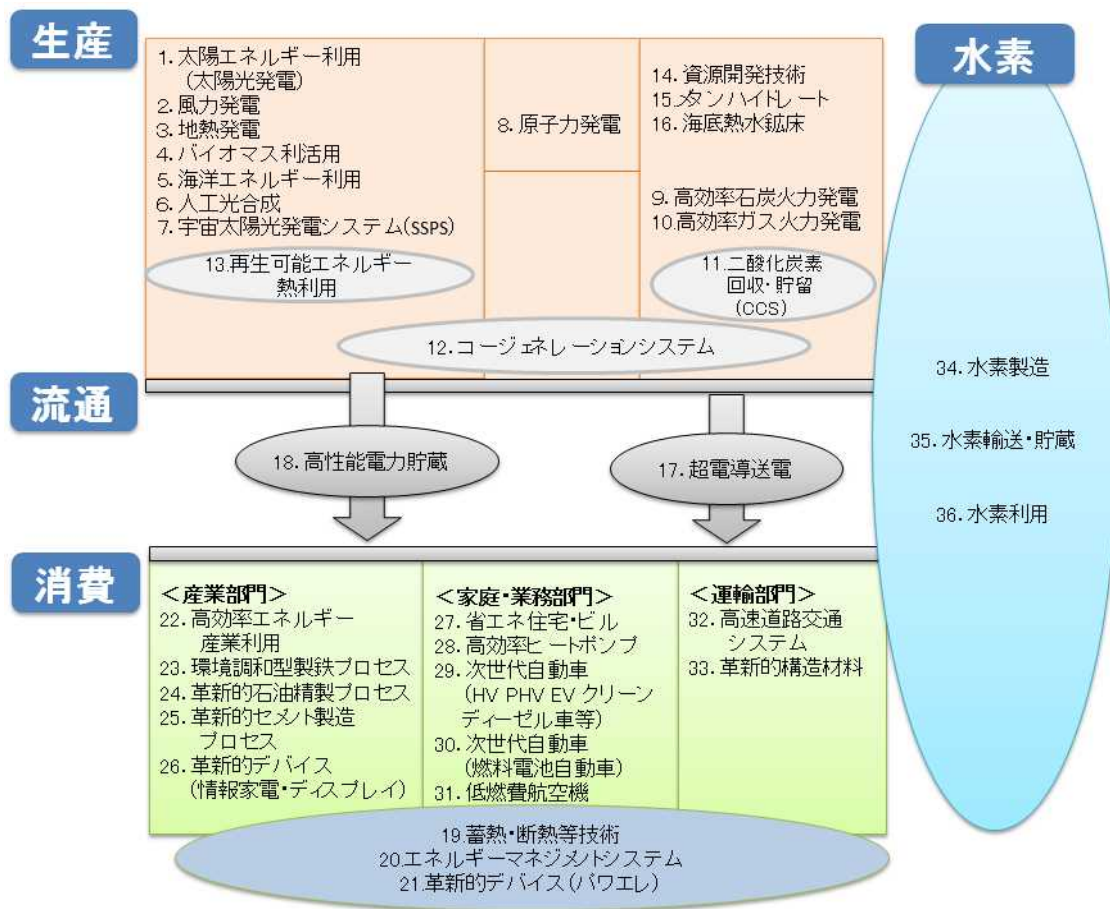 生産
1. 太陽エネルギー利用
(太陽光発電)
2. 風力発電
3. 地熱発電
4. バイオマス利活用
5. 海洋エネルギー利用
6. 人工光合成
7. 宇宙太陽光発電システム(SSPS)
13.再生可能エネルギー
熱利用
8. 原子力発電
14. 資源開発技術
15.メタンハイドレート
16. 海底熱水鉱床
9. 高効率石炭火力発電
10.高効率ガス火力発電
11.二酸化炭素
回収・貯留
(CCS)
12.コージェネレーションシステム
流通
18. 高性能電力貯蔵
17. 超電導送電
消費
<産業部門>
22. 高効率エネルギー
産業利用
23. 環境調和型製鉄プロセス
24. 革新的石油精製プロセス
25. 革新的セメント製造
プロセス
26. 革新的デバイス
(情報家電・ディスプレイ)
<家庭・業務部門>
27. 省エネ住宅・ビル
28. 高効率ヒートポンプ
29. 次世代自動車
(HV PHV EV クリーン
ディーゼル車等)
30. 次世代自動車
(燃料電池自動車)
31. 低燃費航空機
<運輸部門>
32. 高速道路交通
システム
33. 革新的構造材料
19.蓄熱・断熱等技術
20.エネルギーマネジメントシステム
21.革新的デバイス(パワエレ)
水素
34. 水素製造
35. 水素輸送・貯蔵
36. 水素利用